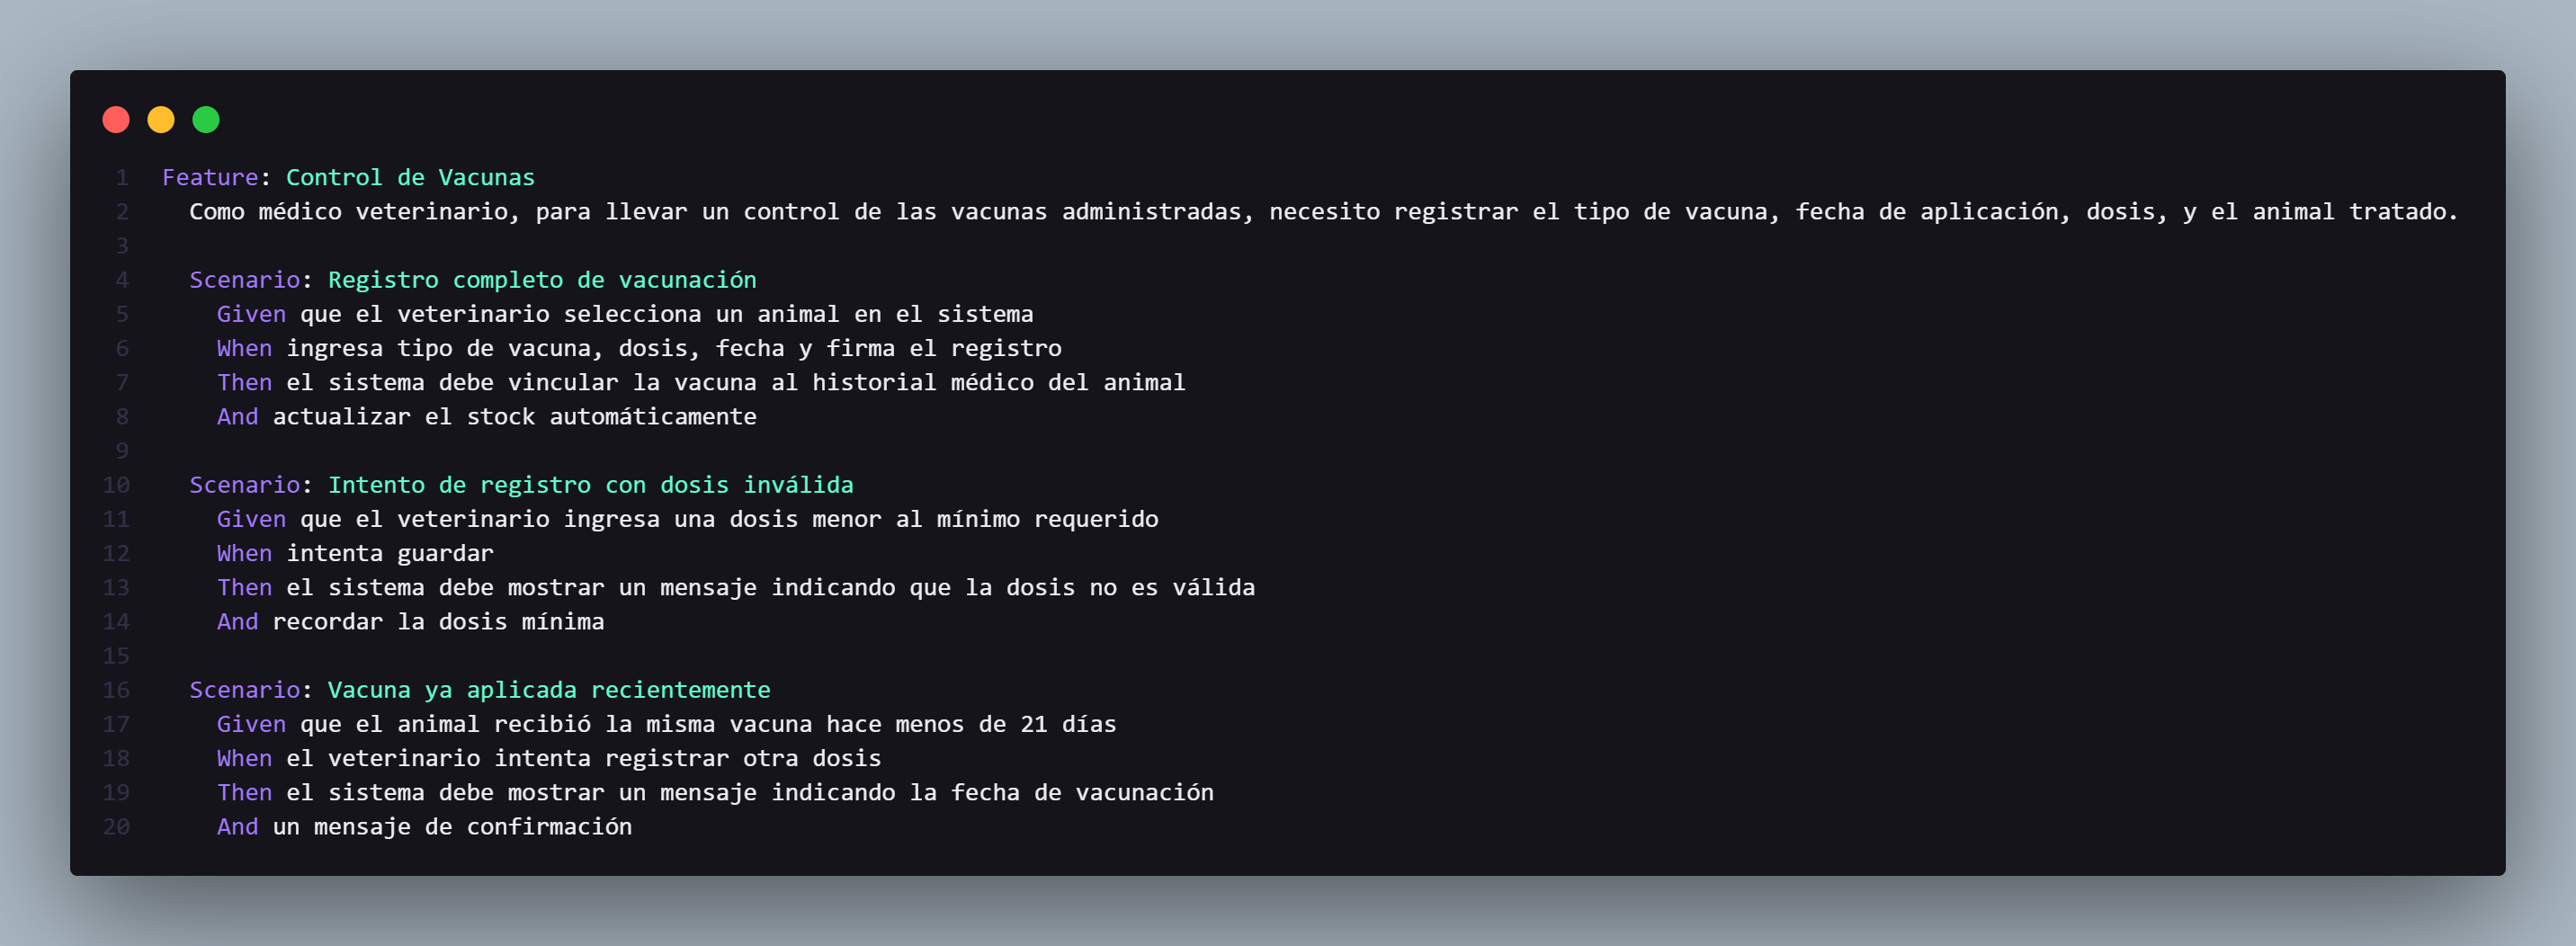 1 Feature: Control de Vacunas
2 Como médico veterinario, para llevar un control de las vacunas administradas, necesito registrar el tipo de vacuna, fecha de aplicación, dosis, y el animal tratado.
3
4 Scenario: Registro completo de vacunación
5 Given que el veterinario selecciona un animal en el sistema
6 When ingresa tipo de vacuna, dosis, fecha y firma el registro
7 Then el sistema debe vincular la vacuna al historial médico del animal
8 And actualizar el stock automáticamente
9
10 Scenario: Intento de registro con dosis inválida
11 Given que el veterinario ingresa una dosis menor al mínimo requerido
12 When intenta guardar
13 Then el sistema debe mostrar un mensaje indicando que la dosis no es válida
14 And recordar la dosis mínima
15
16 Scenario: Vacuna ya aplicada recientemente
17 Given que el animal recibió la misma vacuna hace menos de 21 días
18 When el veterinario intenta registrar otra dosis
19 Then el sistema debe mostrar un mensaje indicando la fecha de vacunación
20 And un mensaje de confirmación